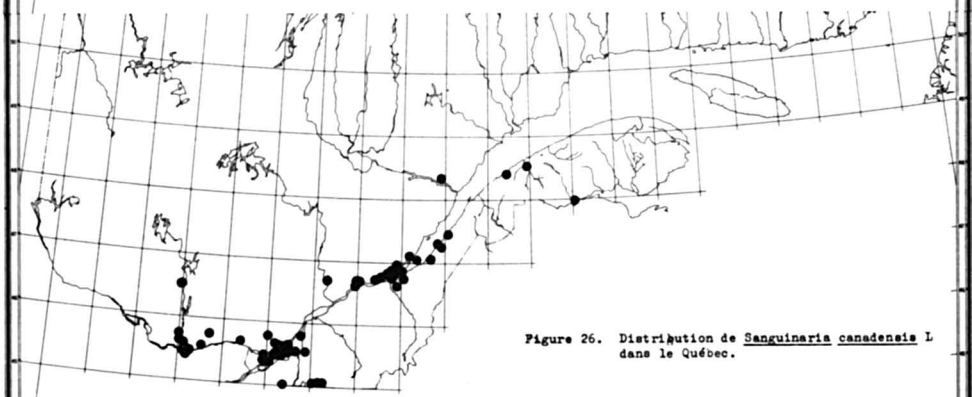 Figure 26. Distribution de Sanguinaria canadensis L
dans le Québec.